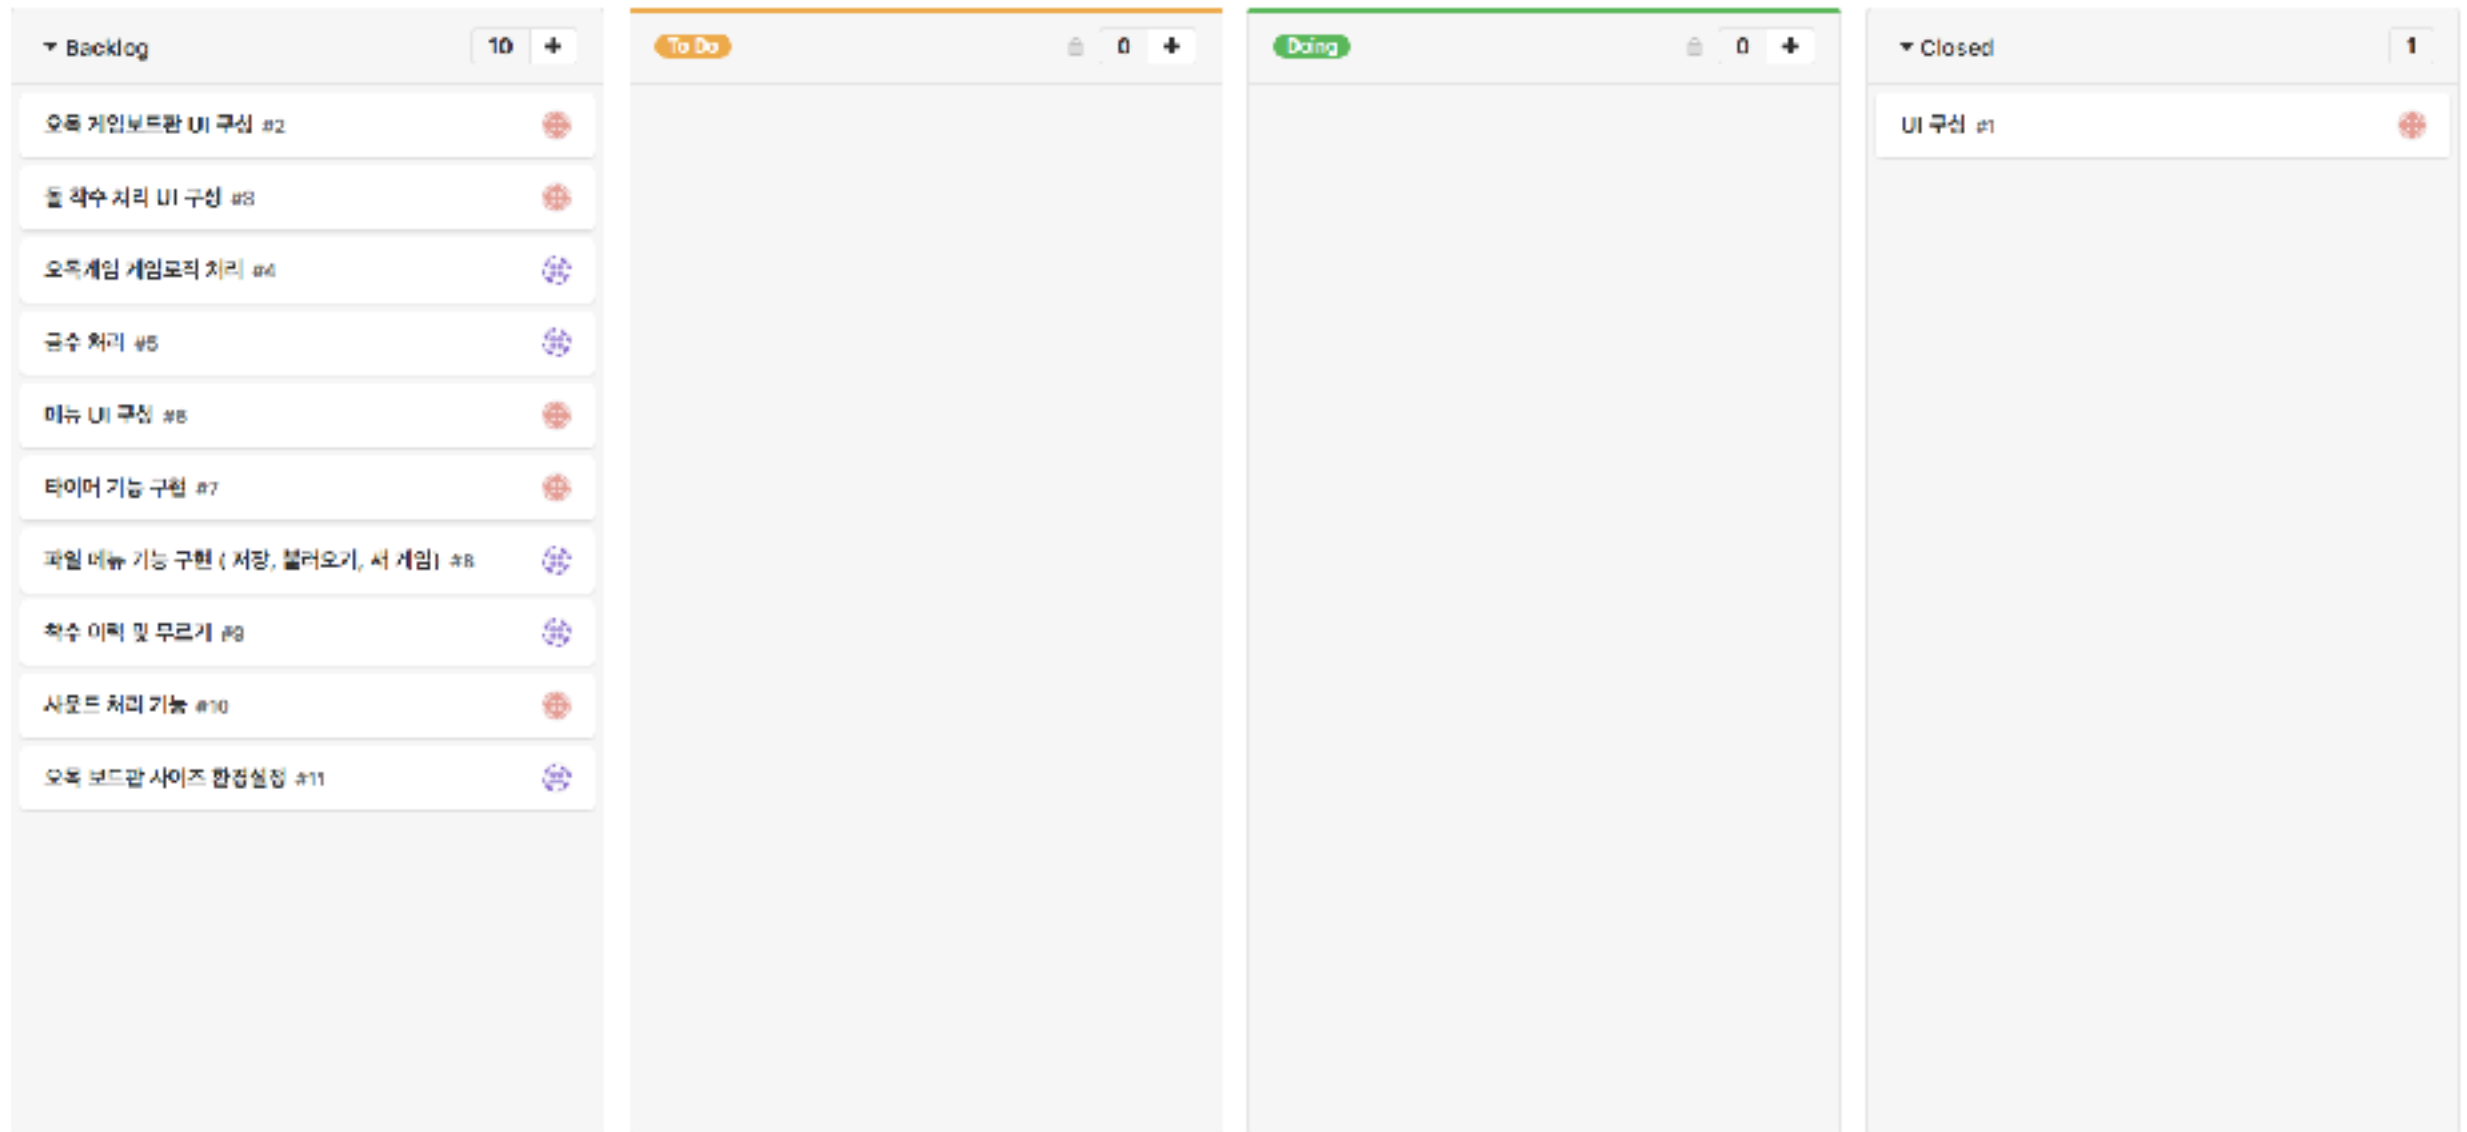 Backlog 10 +
오목 게임보드판 UI 구성 #2
돌 착수 처리 UI 구성 #3
오목게임 게임로직 처리 #4
금수 처리 #5
메뉴 UI 구성 #6
타이머 기능 구현 #7
파일 메뉴 기능 구현 ( 저장, 불러오기, 새 게임) #8
착수 이력 및 무르기 #9
사운드 처리 기능 #10
오목 보드판 사이즈 환경설정 #11
To Do 0 +
Doing 0 +
Closed 1
UI 구성 #1